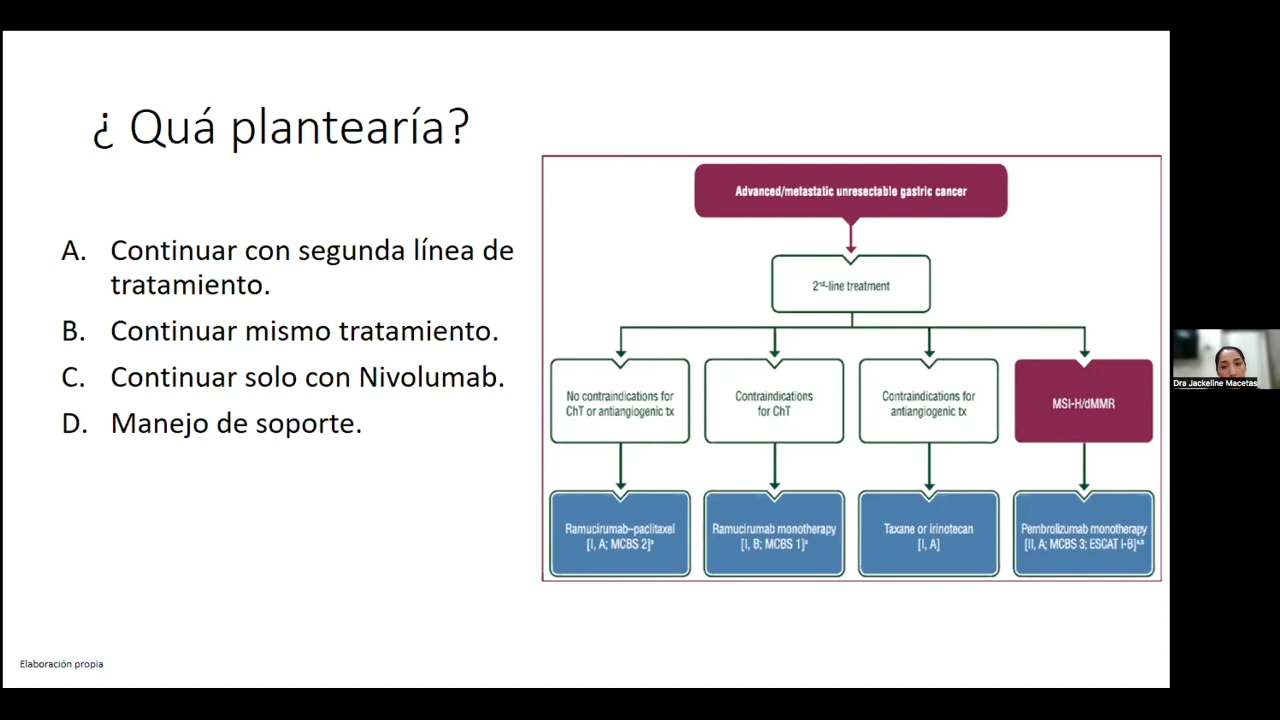 ¿ Quá plantearía?
A. Continuar con segunda línea de
tratamiento.
B. Continuar mismo tratamiento.
C. Continuar solo con Nivolumab.
D. Manejo de soporte.
Advanced/metastatic unresectable gastric cancer
2nd-line treatment
No contraindications for
ChT or antiangiogenic tx
Contraindications
for ChT
Contraindications for
antiangiogenic tx
MSI-H/dMMR
Ramucirumab–paclitaxel
[I, A; MCBS 2]ᵃ
Ramucirumab monotherapy
[I, B; MCBS 1]ᵃ
Taxane or irinotecan
[I, A]
Pembrolizumab monotherapy
[II, A; MCBS 3; ESCAT I-B]ᵃ,ᵇ
Elaboración propia
Dra Jackeline Macetas